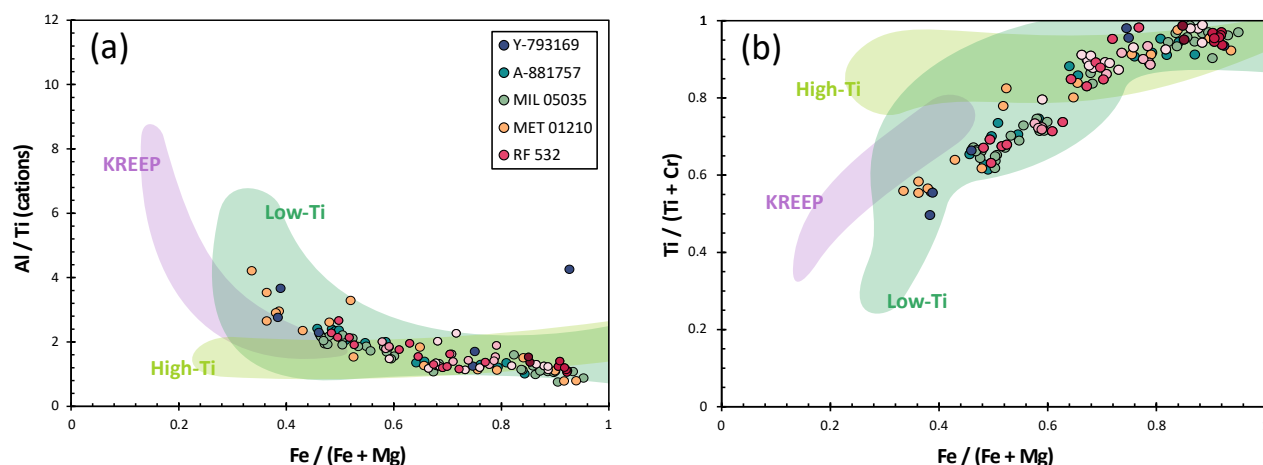 (a)
Y-793169
A-881757
MIL 05035
MET 01210
RF 532
KREEP
Low-Ti
High-Ti
Al / Ti (cations)
12
10
8
6
4
2
0
0
0.2
0.4
0.6
0.8
1
Fe / (Fe + Mg)
(b)
High-Ti
KREEP
Low-Ti
Ti / (Ti + Cr)
1
0.8
0.6
0.4
0.2
0
0
0.2
0.4
0.6
0.8
Fe / (Fe + Mg)